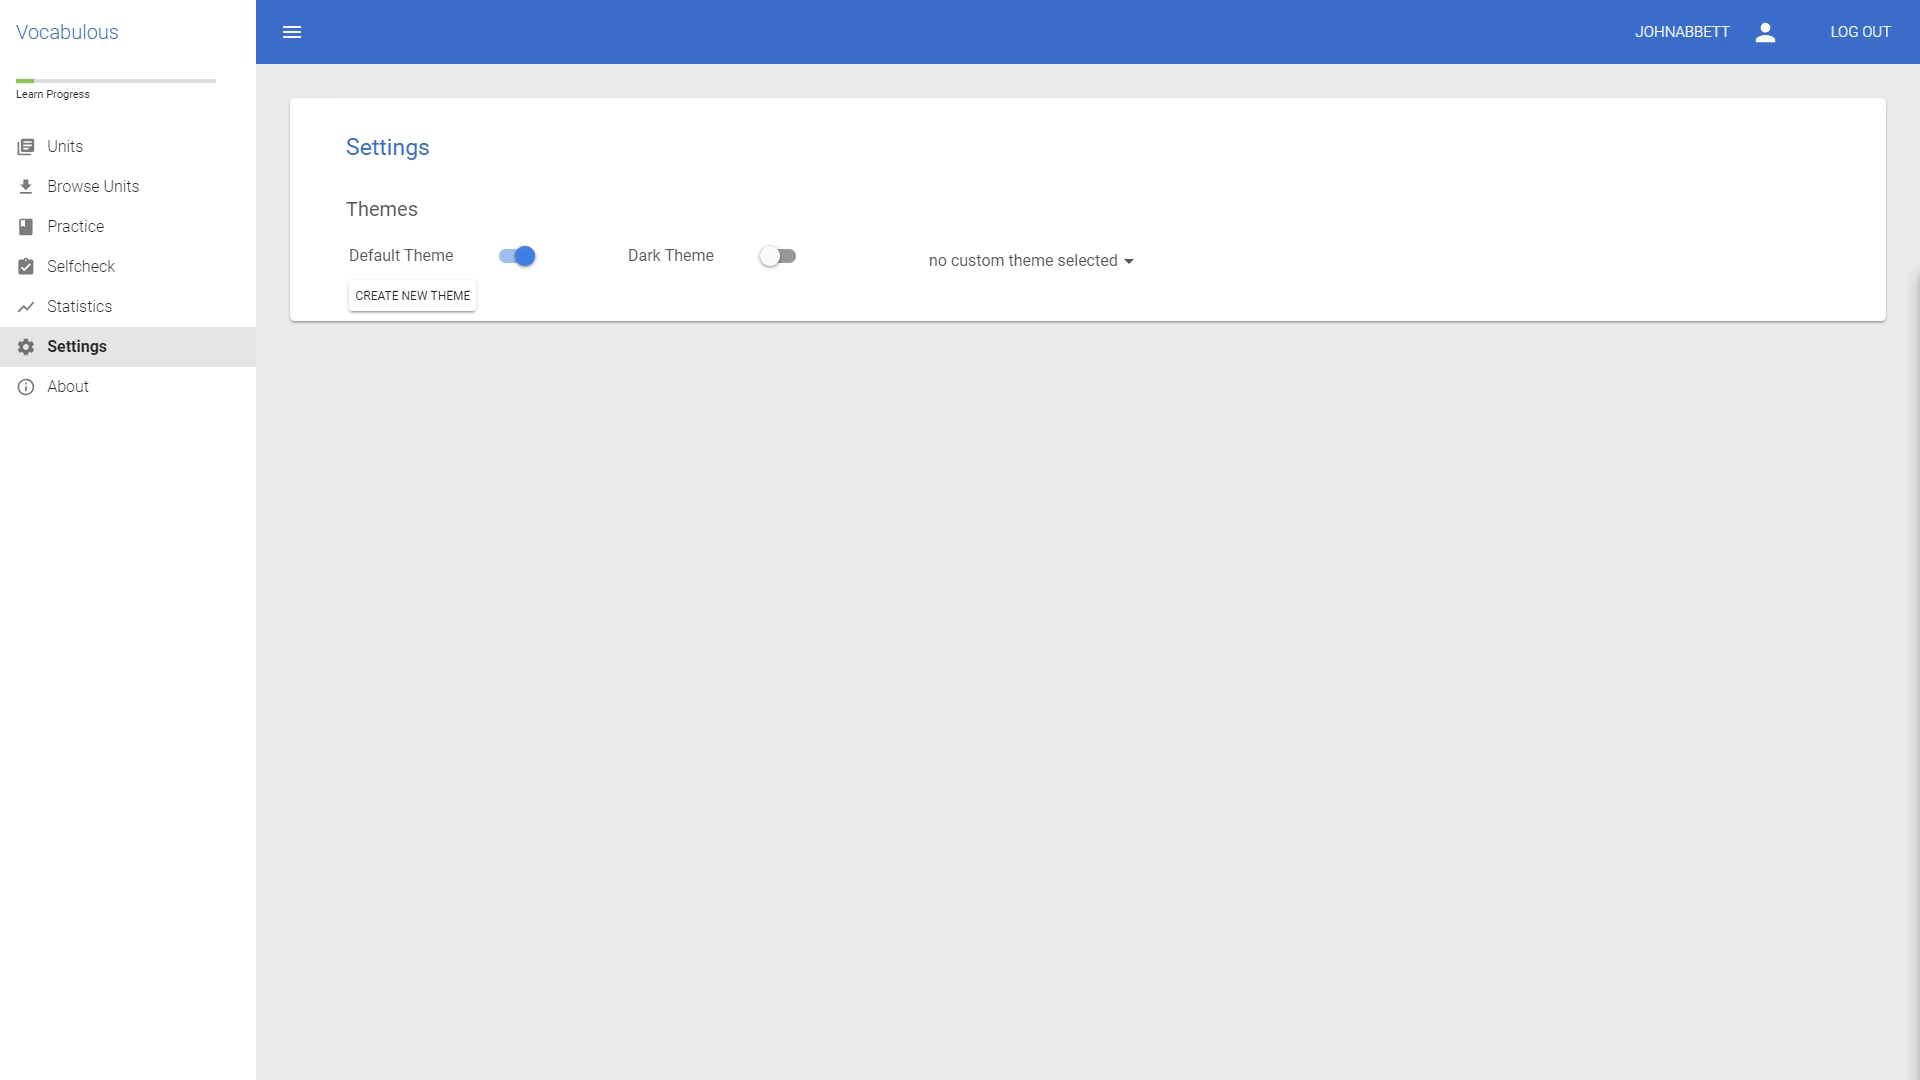 Vocabulous
JOHNABBETT
LOG OUT
Learn Progress
Units
Browse Units
Practice
Selfcheck
Statistics
Settings
About
Settings
Themes
Default Theme
Dark Theme
no custom theme selected
CREATE NEW THEME